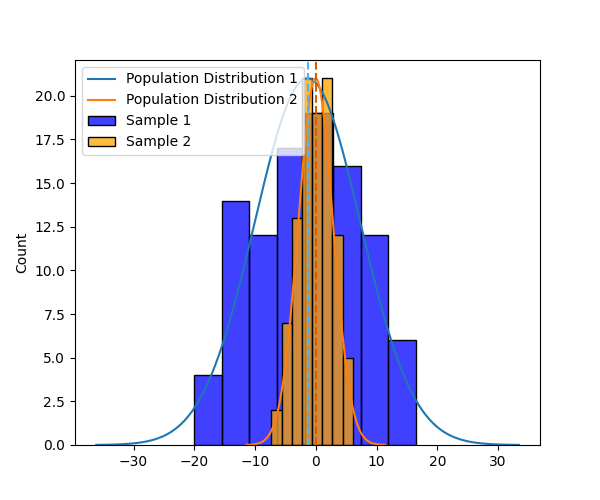 Population Distribution 1
Population Distribution 2
Sample 1
Sample 2
Count
20.0
17.5
15.0
12.5
10.0
7.5
5.0
2.5
0.0
−30 −20 −10 0 10 20 30